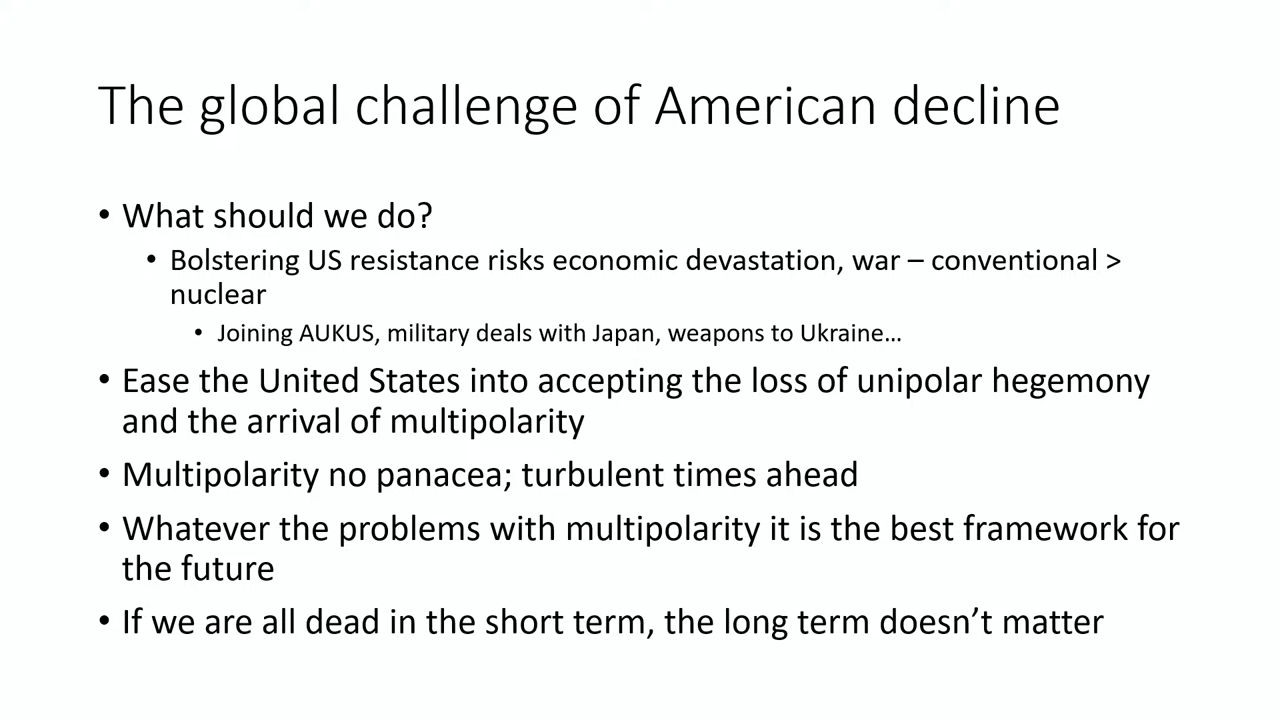 The global challenge of American decline
• What should we do?
• Bolstering US resistance risks economic devastation, war – conventional >
nuclear
• Joining AUKUS, military deals with Japan, weapons to Ukraine…
• Ease the United States into accepting the loss of unipolar hegemony
and the arrival of multipolarity
• Multipolarity no panacea; turbulent times ahead
• Whatever the problems with multipolarity it is the best framework for
the future
• If we are all dead in the short term, the long term doesn’t matter